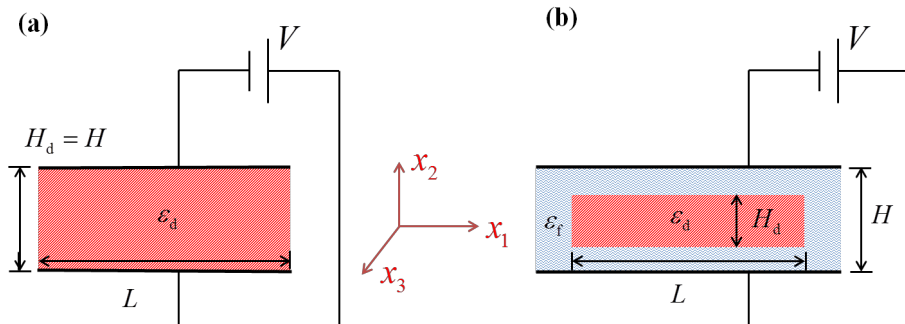 (a)
V
H_d = H
ε_d
L
x_2
x_1
x_3
(b)
V
ε_f
ε_d
H_d
H
L